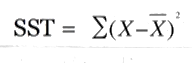 SST = ∑(X–X̄)²